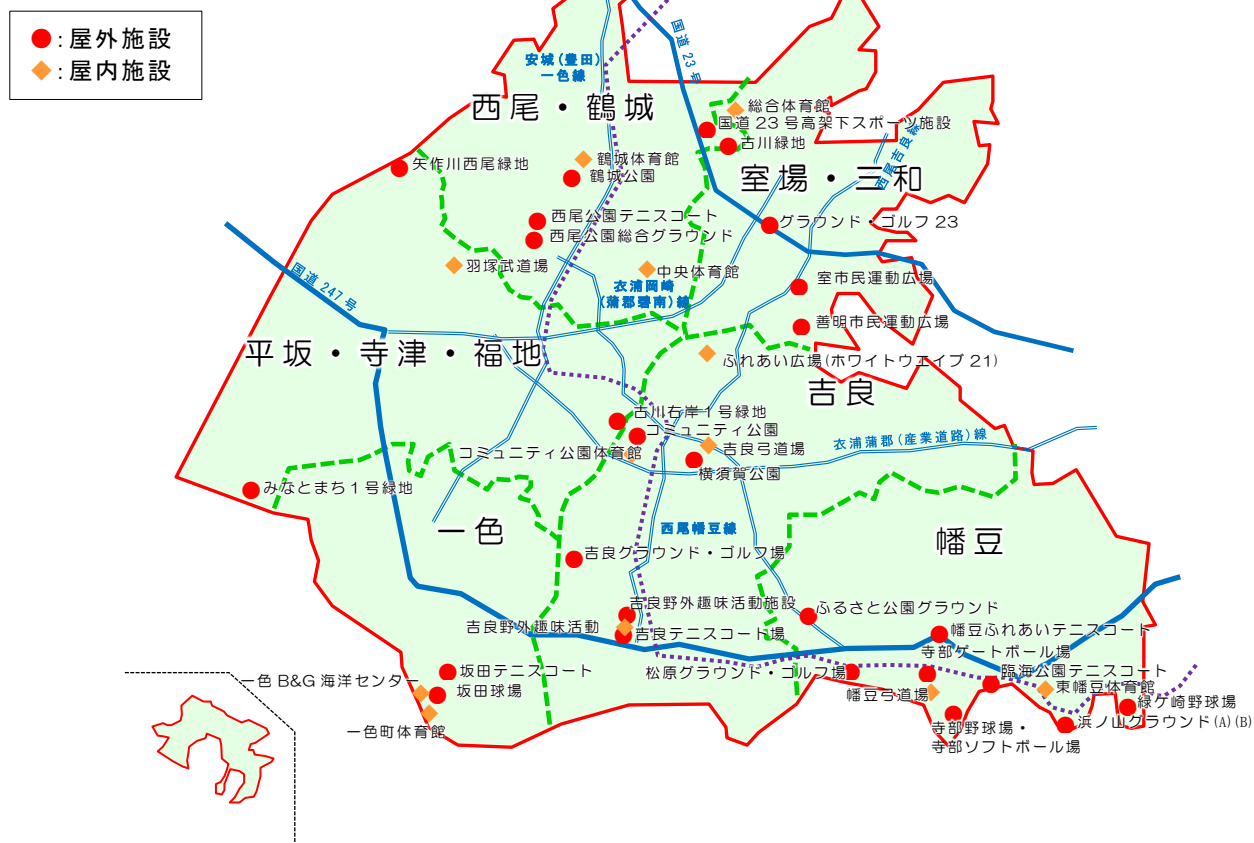 ●:屋外施設
◆:屋内施設
安城(豊田)
一色線
国道 23 号
西尾・鶴城
総合体育館
国道 23 号高架下スポーツ施設
古川緑地
矢作川西尾緑地
鶴城体育館
鶴城公園
室場・三和
西尾吉良線
西尾公園テニスコート
西尾公園総合グラウンド
グラウンド・ゴルフ 23
羽塚武道場
中央体育館
国道 247 号
衣浦岡崎
(蒲郡碧南)線
室市民運動広場
善明市民運動広場
平坂・寺津・福地
ふれあい広場(ホワイトウエイブ 21)
吉良
古川右岸1号緑地
コミュニティ公園
コミュニティ公園体育館
吉良弓道場
衣浦蒲郡(産業道路)線
横須賀公園
みなとまち1号緑地
一色
西尾幡豆線
幡豆
吉良グラウンド・ゴルフ場
吉良野外趣味活動施設
吉良野外趣味活動
吉良テニスコート場
ふるさと公園グラウンド
幡豆ふれあいテニスコート
寺部ゲートボール場
松原グラウンド・ゴルフ場
臨海公園テニスコート
坂田テニスコート
一色 B&G 海洋センター
坂田球場
幡豆弓道場
東幡豆体育館
緑ケ崎野球場
一色町体育館
浜ノ山グラウンド(A)(B)
寺部野球場・
寺部ソフトボール場